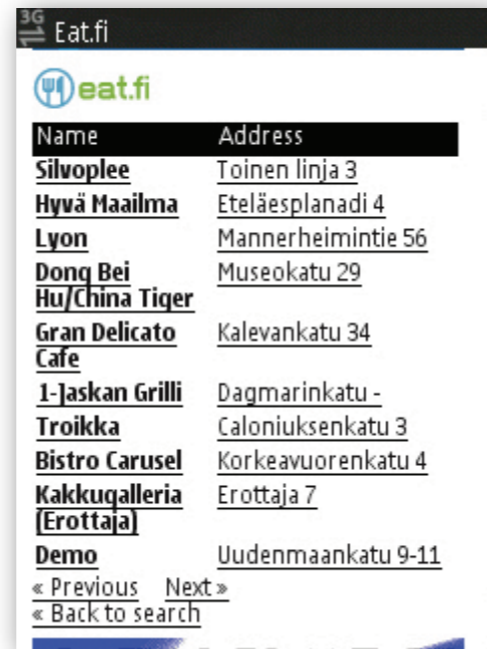 3G Eat.fi
eat.fi
Name Address
Silvoplee Toinen linja 3
Hyvä Maailma Eteläesplanadi 4
Lyon Mannerheimintie 56
Dong Bei Museokatu 29
Hu/China Tiger
Gran Delicato Kalevankatu 34
Cafe
1-Jaskan Grilli Dagmarinkatu -
Troikka Caloniuksenkatu 3
Bistro Carusel Korkeavuorenkatu 4
Kakkugalleria Erottaja 7
(Erottaja)
Demo Uudenmaankatu 9-11
« Previous Next »
« Back to search